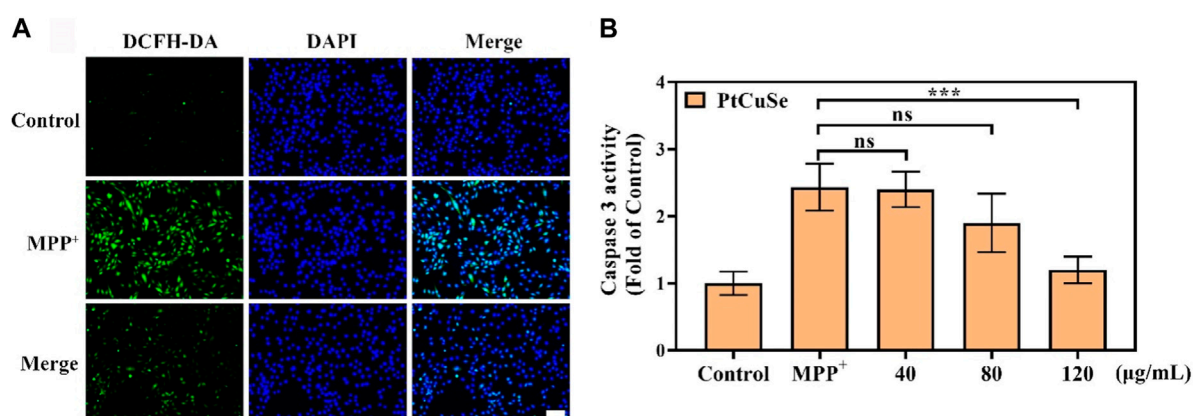 A
DCFH-DA DAPI Merge
Control
MPP+
Merge
B
4
3
2
1
0
Caspase 3 activity
(Fold of Control)
PtCuSe
***
ns
ns
Control MPP+ 40 80 120 (μg/mL)